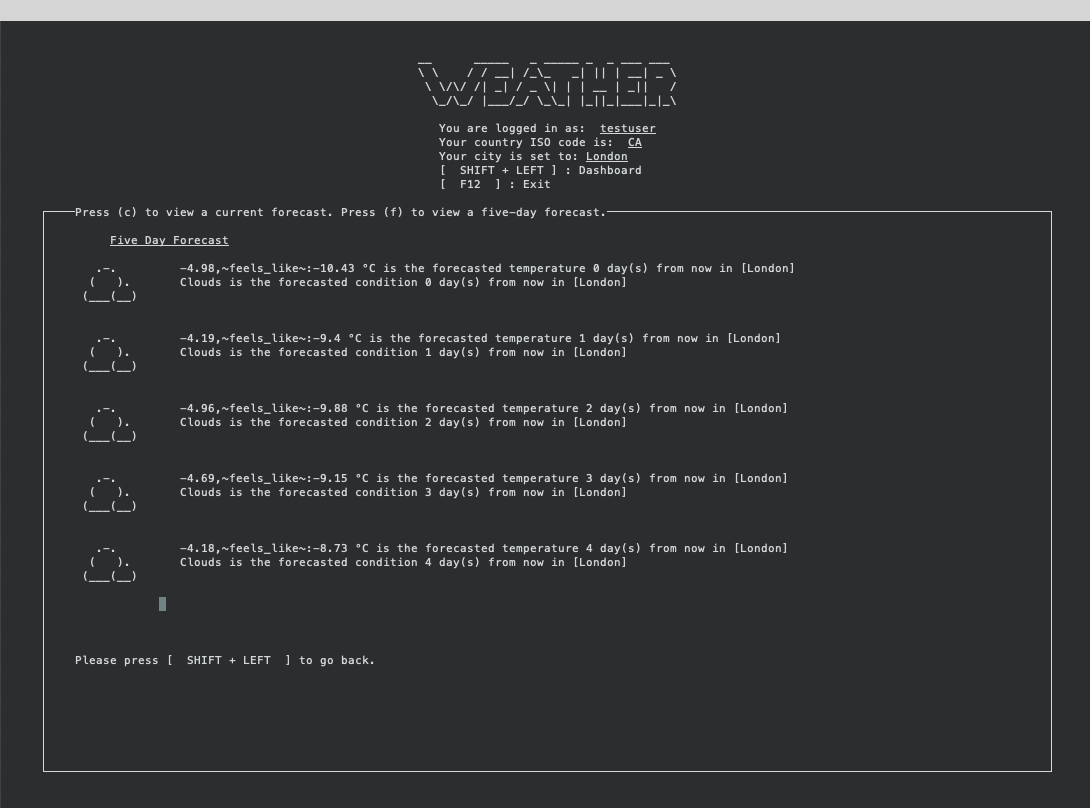 WEATHER
You are logged in as: testuser
Your country ISO code is: CA
Your city is set to: London
[ SHIFT + LEFT ] : Dashboard
[ F12 ] : Exit
Press (c) to view a current forecast. Press (f) to view a five-day forecast.
Five Day Forecast
-4.98,~feels_like~:-10.43 °C is the forecasted temperature 0 day(s) from now in [London]
Clouds is the forecasted condition 0 day(s) from now in [London]
-4.19,~feels_like~:-9.4 °C is the forecasted temperature 1 day(s) from now in [London]
Clouds is the forecasted condition 1 day(s) from now in [London]
-4.96,~feels_like~:-9.88 °C is the forecasted temperature 2 day(s) from now in [London]
Clouds is the forecasted condition 2 day(s) from now in [London]
-4.69,~feels_like~:-9.15 °C is the forecasted temperature 3 day(s) from now in [London]
Clouds is the forecasted condition 3 day(s) from now in [London]
-4.18,~feels_like~:-8.73 °C is the forecasted temperature 4 day(s) from now in [London]
Clouds is the forecasted condition 4 day(s) from now in [London]
Please press [ SHIFT + LEFT ] to go back.